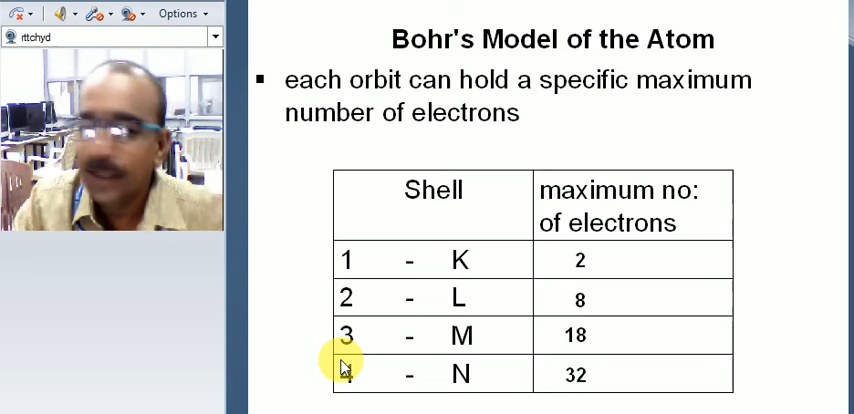 Options
rttchyd
Bohr's Model of the Atom
▪ each orbit can hold a specific maximum
number of electrons
Shell maximum no:
of electrons
1 - K 2
2 - L 8
3 - M 18
4 - N 32